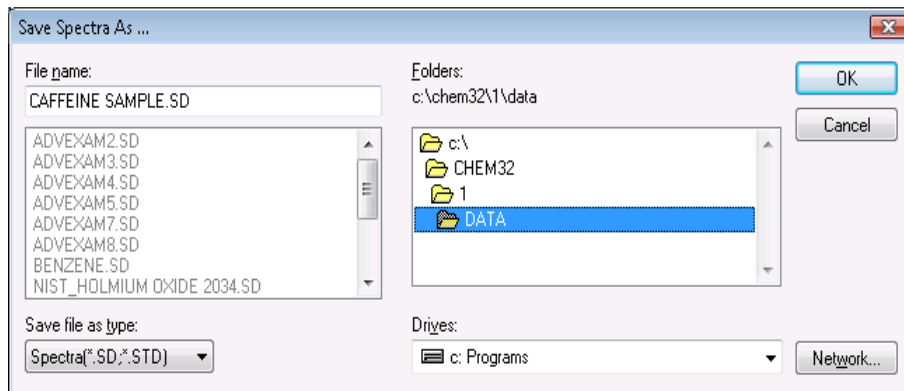 Save Spectra As ...
File name:
CAFFEINE SAMPLE.SD
ADVEXAM2.SD
ADVEXAM3.SD
ADVEXAM4.SD
ADVEXAM5.SD
ADVEXAM7.SD
ADVEXAM8.SD
BENZENE.SD
NIST_HOLMIUM OXIDE 2034.SD
Save file as type:
Spectra(*.SD;*.STD)
Folders:
c:\chem32\1\data
c:\
CHEM32
1
DATA
Drives:
c: Programs
OK
Cancel
Network...